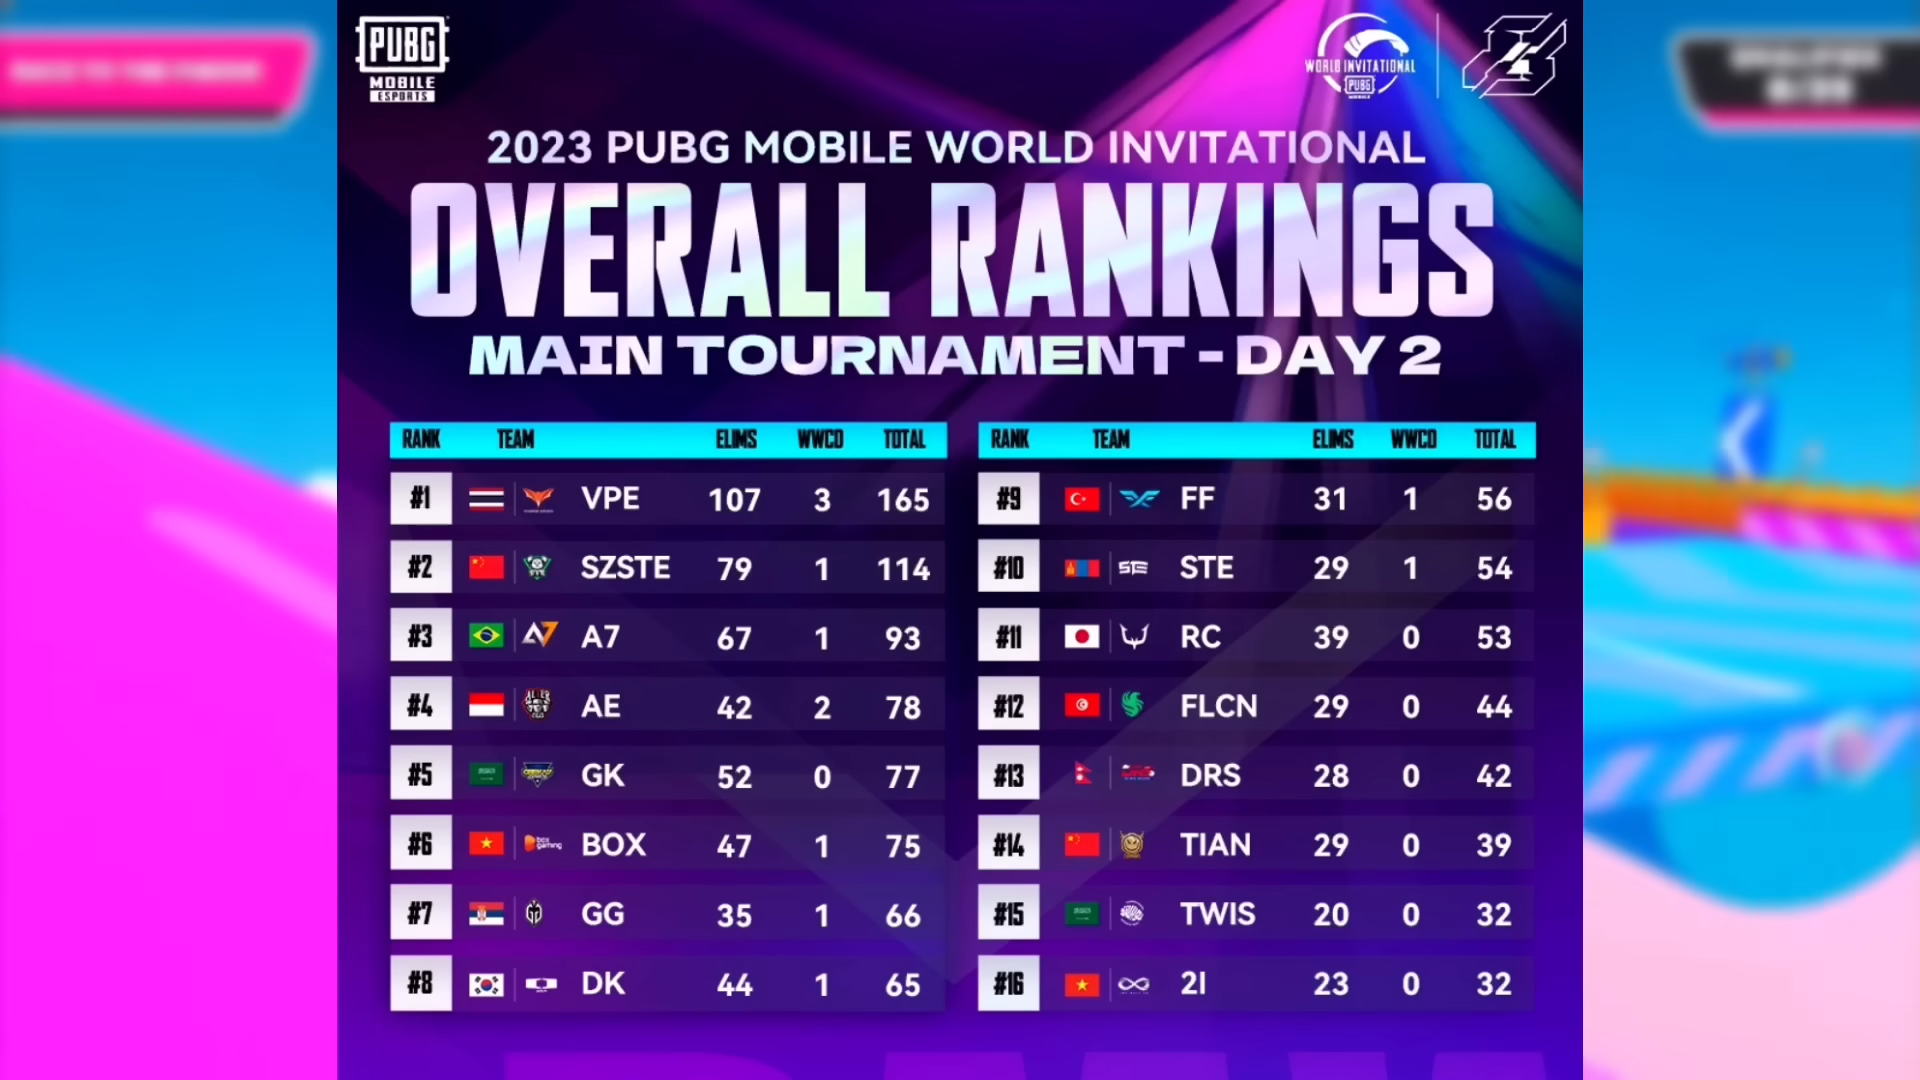 PUBG
MOBILE
ESPORTS
WORLD INVITATIONAL
PUBG
MOBILE
2023 PUBG MOBILE WORLD INVITATIONAL
OVERALL RANKINGS
MAIN TOURNAMENT - DAY 2
RANK TEAM ELIMS WWCD TOTAL
#1 VPE 107 3 165
#2 SZSTE 79 1 114
#3 A7 67 1 93
#4 AE 42 2 78
#5 GK 52 0 77
#6 box gaming BOX 47 1 75
#7 GG 35 1 66
#8 DK 44 1 65
RANK TEAM ELIMS WWCD TOTAL
#9 FF 31 1 56
#10 STE STE 29 1 54
#11 RC 39 0 53
#12 FLCN 29 0 44
#13 DRS DRS 28 0 42
#14 TIAN 29 0 39
#15 TWIS 20 0 32
#16 2I 23 0 32